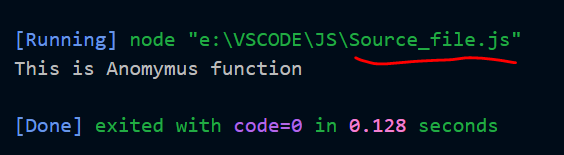 [Running] node "e:\VSCODE\JS\Source_file.js"
This is Anomymus function
[Done] exited with code=0 in 0.128 seconds